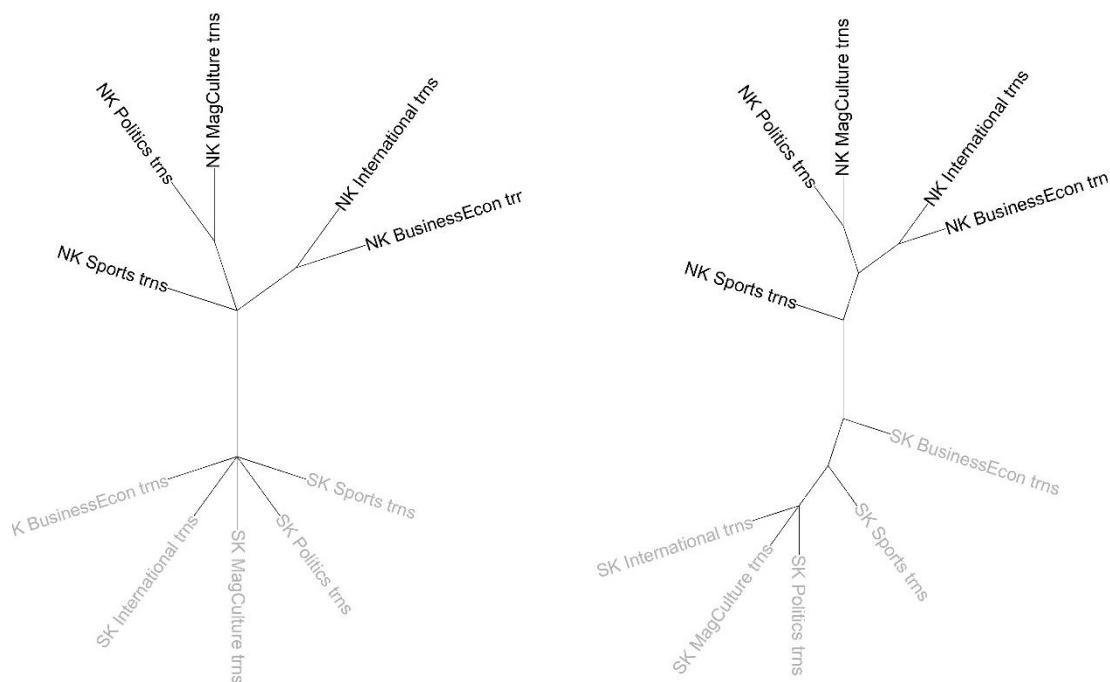 NK MagCulture trns
NK Politics trns
NK International trns
NK BusinessEcon trr
NK Sports trns
K BusinessEcon trns
SK International trns
SK MagCulture trns
SK Politics trns
SK Sports trns
NK MagCulture trns
NK Politics trns
NK International trns
NK BusinessEcon trn
NK Sports trns
SK BusinessEcon trns
SK Sports trns
SK International trns
SK MagCulture trns
SK Politics trns